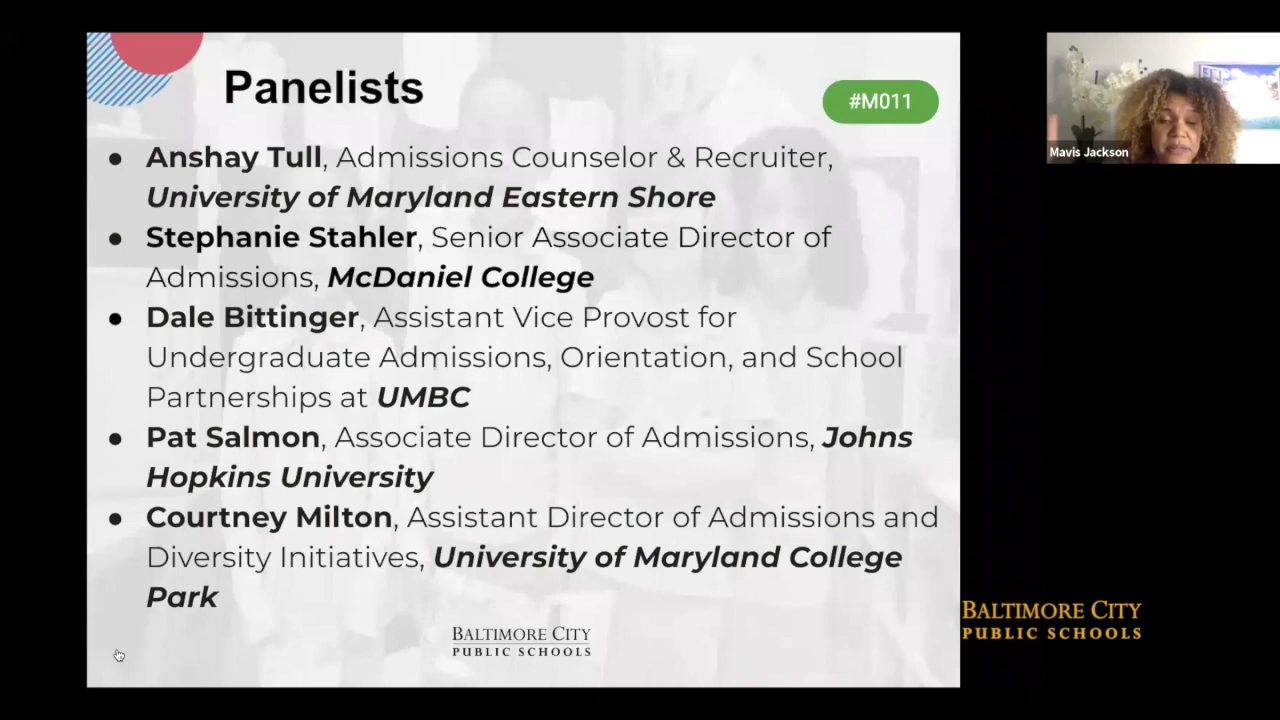 Panelists
#M011
● Anshay Tull, Admissions Counselor & Recruiter,
University of Maryland Eastern Shore
● Stephanie Stahler, Senior Associate Director of
Admissions, McDaniel College
● Dale Bittinger, Assistant Vice Provost for
Undergraduate Admissions, Orientation, and School
Partnerships at UMBC
● Pat Salmon, Associate Director of Admissions, Johns
Hopkins University
● Courtney Milton, Assistant Director of Admissions and
Diversity Initiatives, University of Maryland College
Park
BALTIMORE CITY
PUBLIC SCHOOLS
Mavis Jackson
BALTIMORE CITY
PUBLIC SCHOOLS